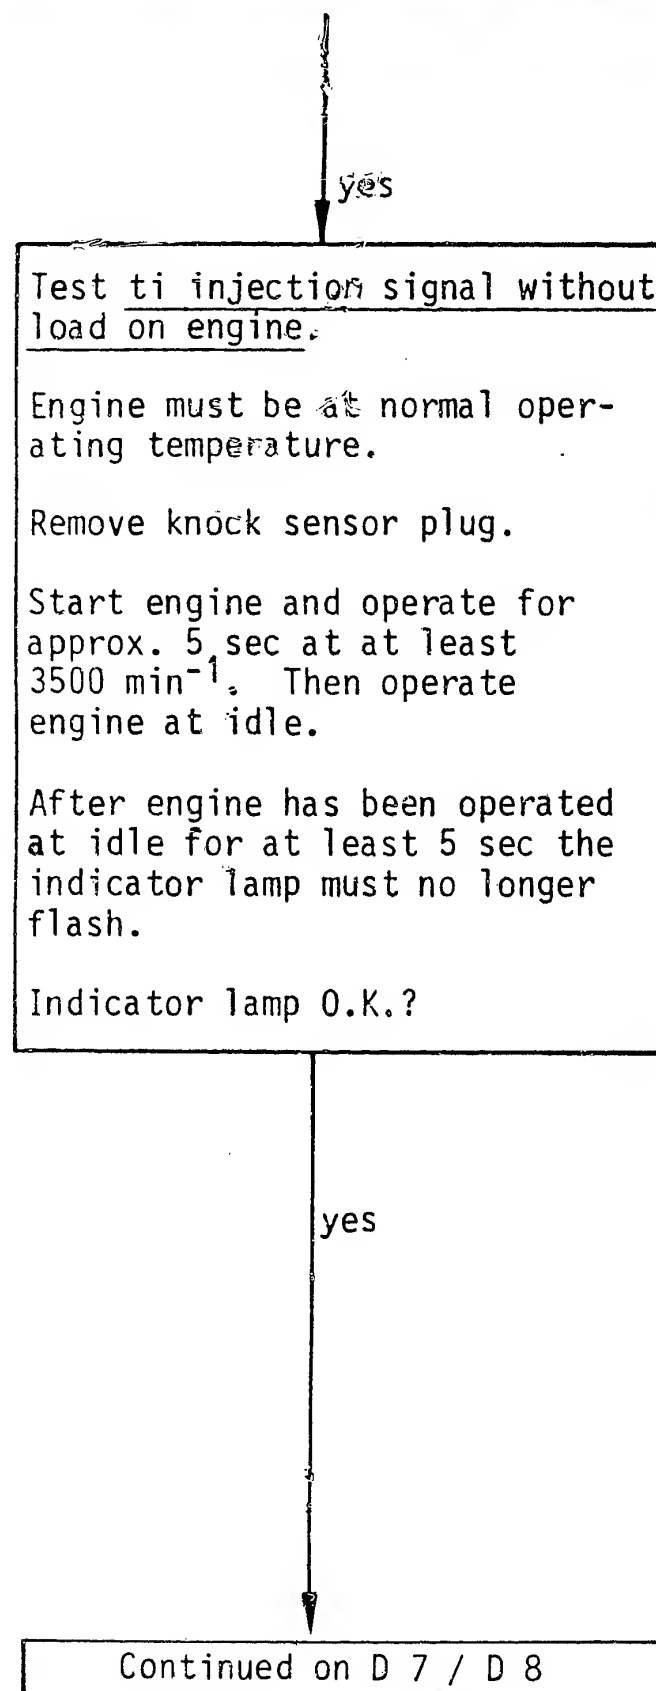 yes
Test ti injection signal without
load on engine.
Engine must be at normal oper-
ating temperature.
Remove knock sensor plug.
Start engine and operate for
approx. 5 sec at at least
3500 min⁻¹. Then operate
engine at idle.
After engine has been operated
at idle for at least 5 sec the
indicator lamp must no longer
flash.
Indicator lamp O.K.?
yes
Continued on D 7 / D 8